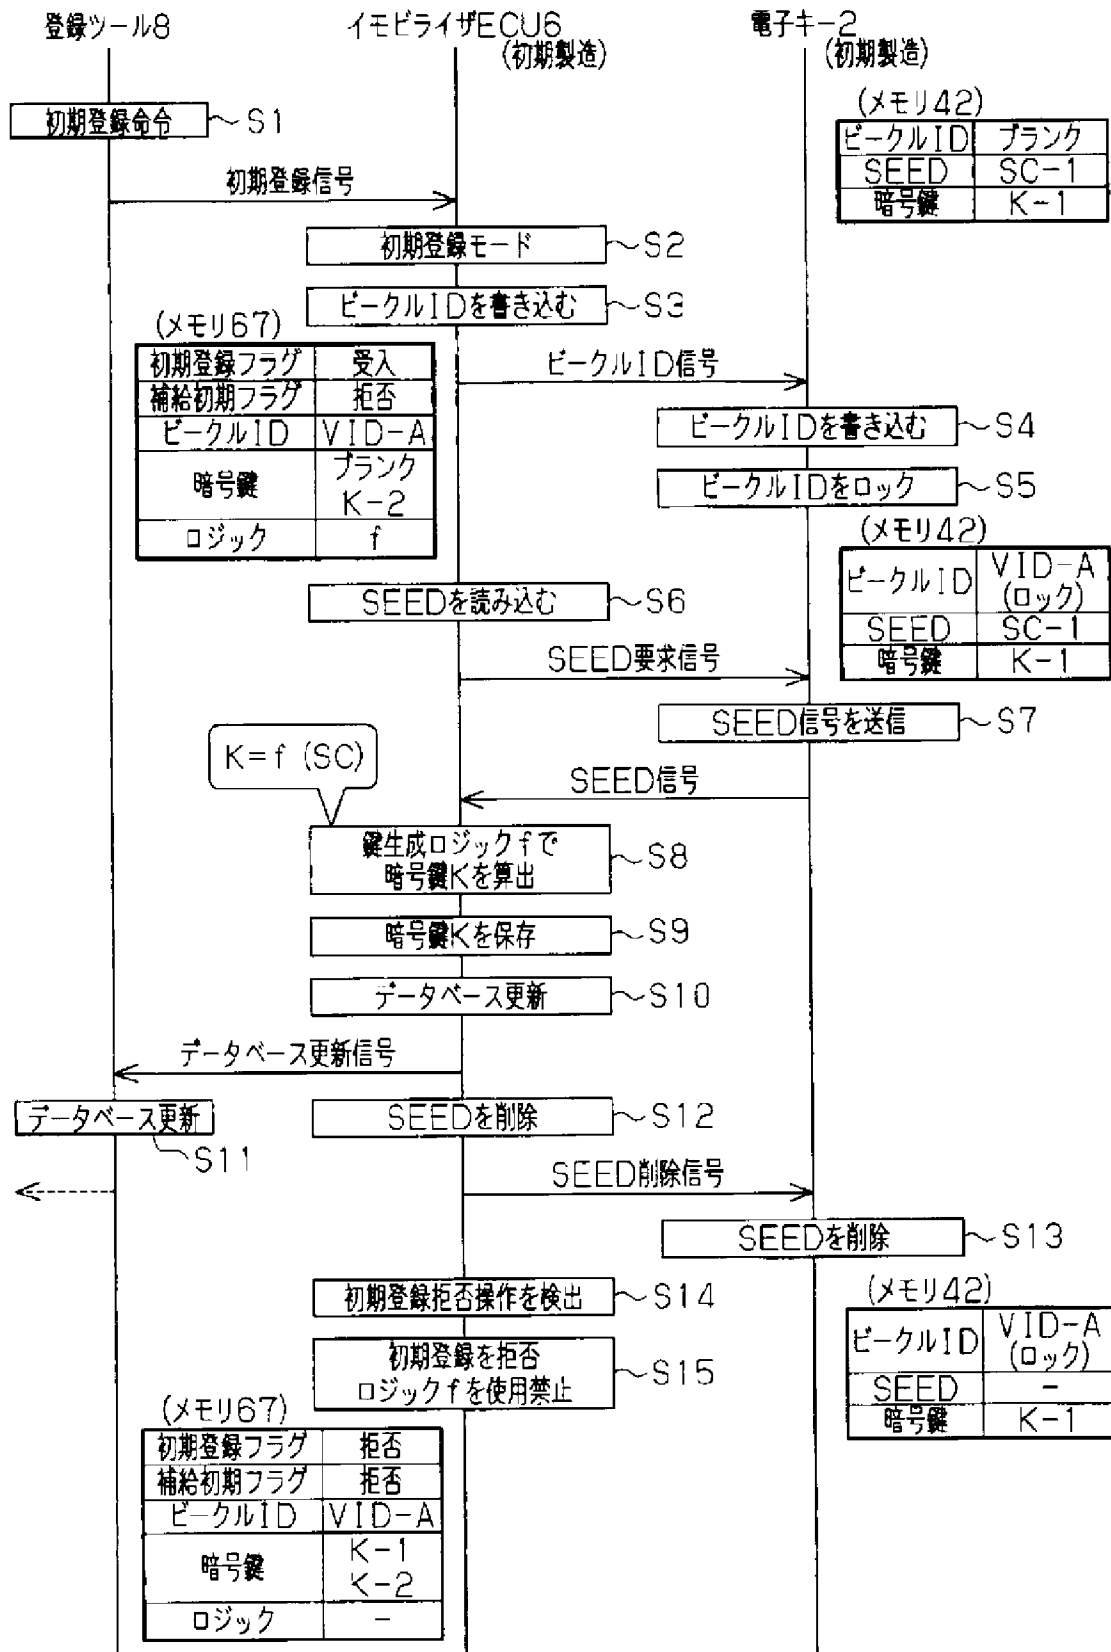 登録ツール8
イモビライザECU6
(初期製造)
電子キー2
(初期製造)
初期登録命令
S1
(メモリ42)
ビークルID ブランク
SEED SC-1
暗号鍵 K-1
初期登録信号
初期登録モード
S2
ビークルIDを書き込む
S3
(メモリ67)
初期登録フラグ 受入
補給初期フラグ 拒否
ビークルID VID-A
暗号鍵
ブランク
K-2
ロジック f
ビークルID信号
ビークルIDを書き込む
S4
ビークルIDをロック
S5
(メモリ42)
ビークルID
VID-A
(ロック)
SEED SC-1
暗号鍵 K-1
SEEDを読み込む
S6
SEED要求信号
SEED信号を送信
S7
K=f (SC)
SEED信号
鍵生成ロジックfで
暗号鍵Kを算出
S8
暗号鍵Kを保存
S9
データベース更新
S10
データベース更新信号
データベース更新
S11
SEEDを削除
S12
SEED削除信号
SEEDを削除
S13
初期登録拒否操作を検出
S14
(メモリ42)
ビークルID
VID-A
(ロック)
SEED -
暗号鍵 K-1
初期登録を拒否
ロジックfを使用禁止
S15
(メモリ67)
初期登録フラグ 拒否
補給初期フラグ 拒否
ビークルID VID-A
暗号鍵
K-1
K-2
ロジック -